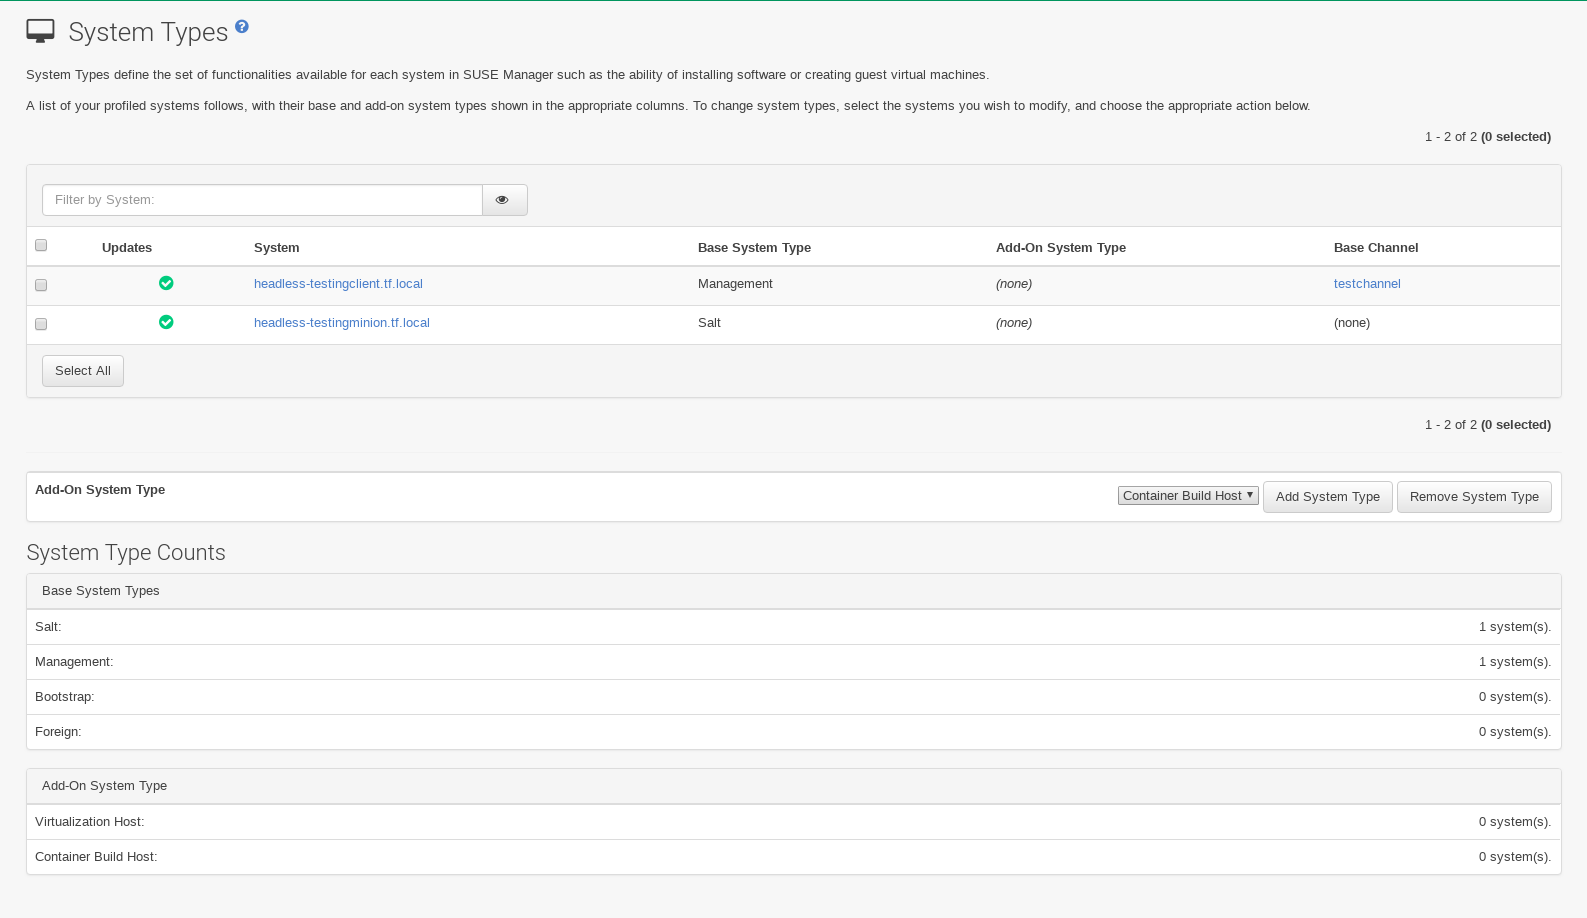 System Types
System Types define the set of functionalities available for each system in SUSE Manager such as the ability of installing software or creating guest virtual machines.
A list of your profiled systems follows, with their base and add-on system types shown in the appropriate columns. To change system types, select the systems you wish to modify, and choose the appropriate action below.
1 - 2 of 2 (0 selected)
Filter by System:
Updates System Base System Type Add-On System Type Base Channel
headless-testingclient.tf.local Management (none) testchannel
headless-testingminion.tf.local Salt (none) (none)
Select All
1 - 2 of 2 (0 selected)
Add-On System Type Container Build Host Add System Type Remove System Type
System Type Counts
Base System Types
Salt: 1 system(s).
Management: 1 system(s).
Bootstrap: 0 system(s).
Foreign: 0 system(s).
Add-On System Type
Virtualization Host: 0 system(s).
Container Build Host: 0 system(s).